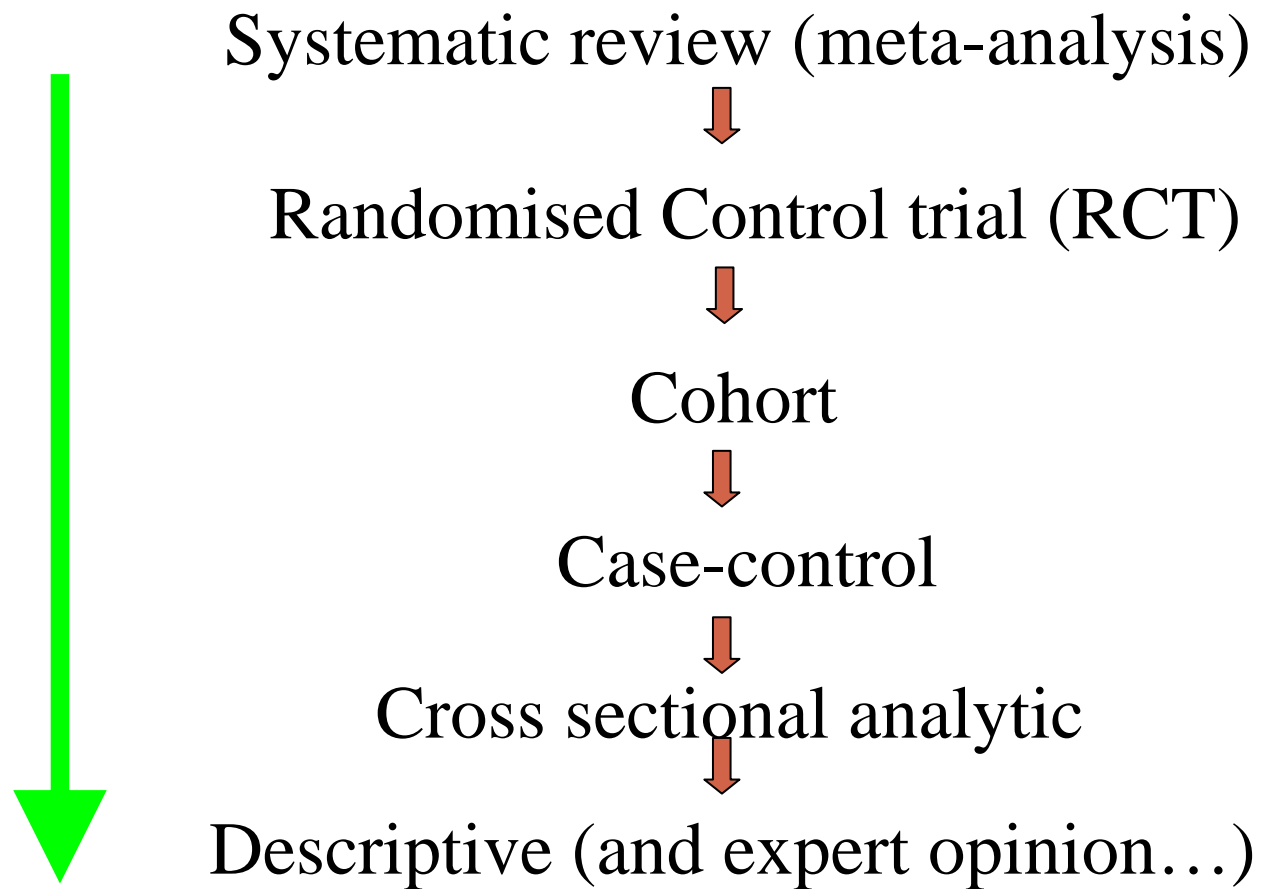 Systematic review (meta-analysis)
Randomised Control trial (RCT)
Cohort
Case-control
Cross sectional analytic
Descriptive (and expert opinion…)